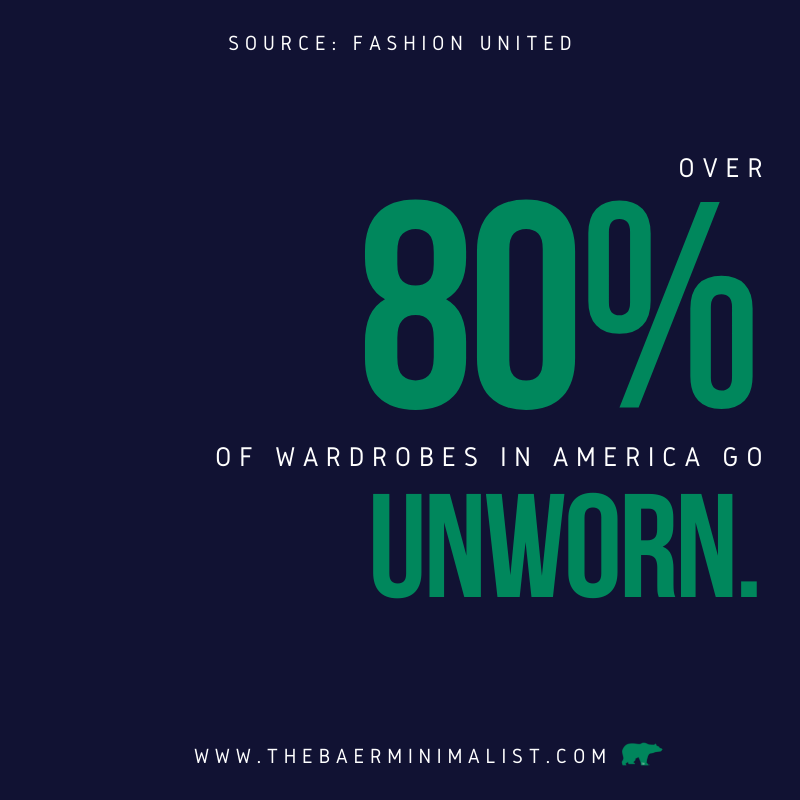 SOURCE: FASHION UNITED
OVER
80%
OF WARDROBES IN AMERICA GO
UNWORN.
WWW.THEBAERMINIMALIST.COM